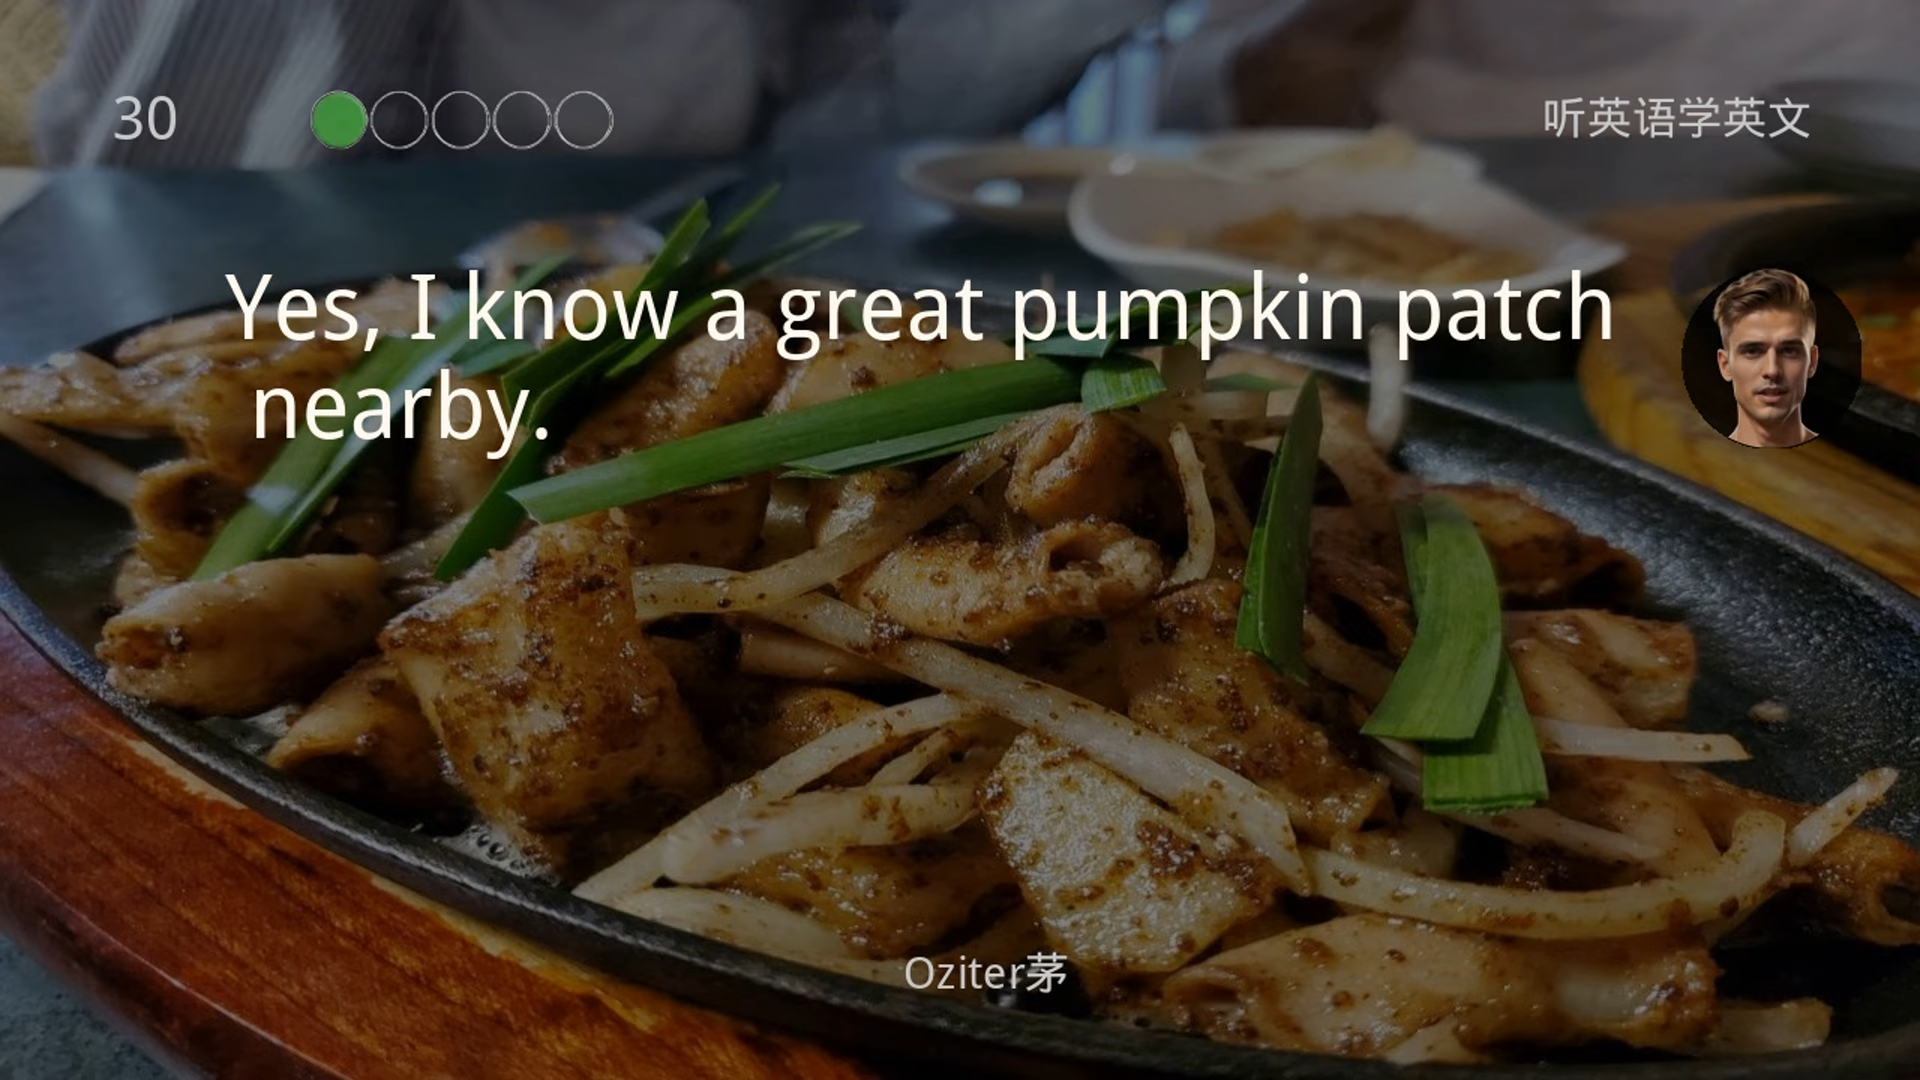 30
听英语学英文
Yes, I know a great pumpkin patch
nearby.
Oziter茅